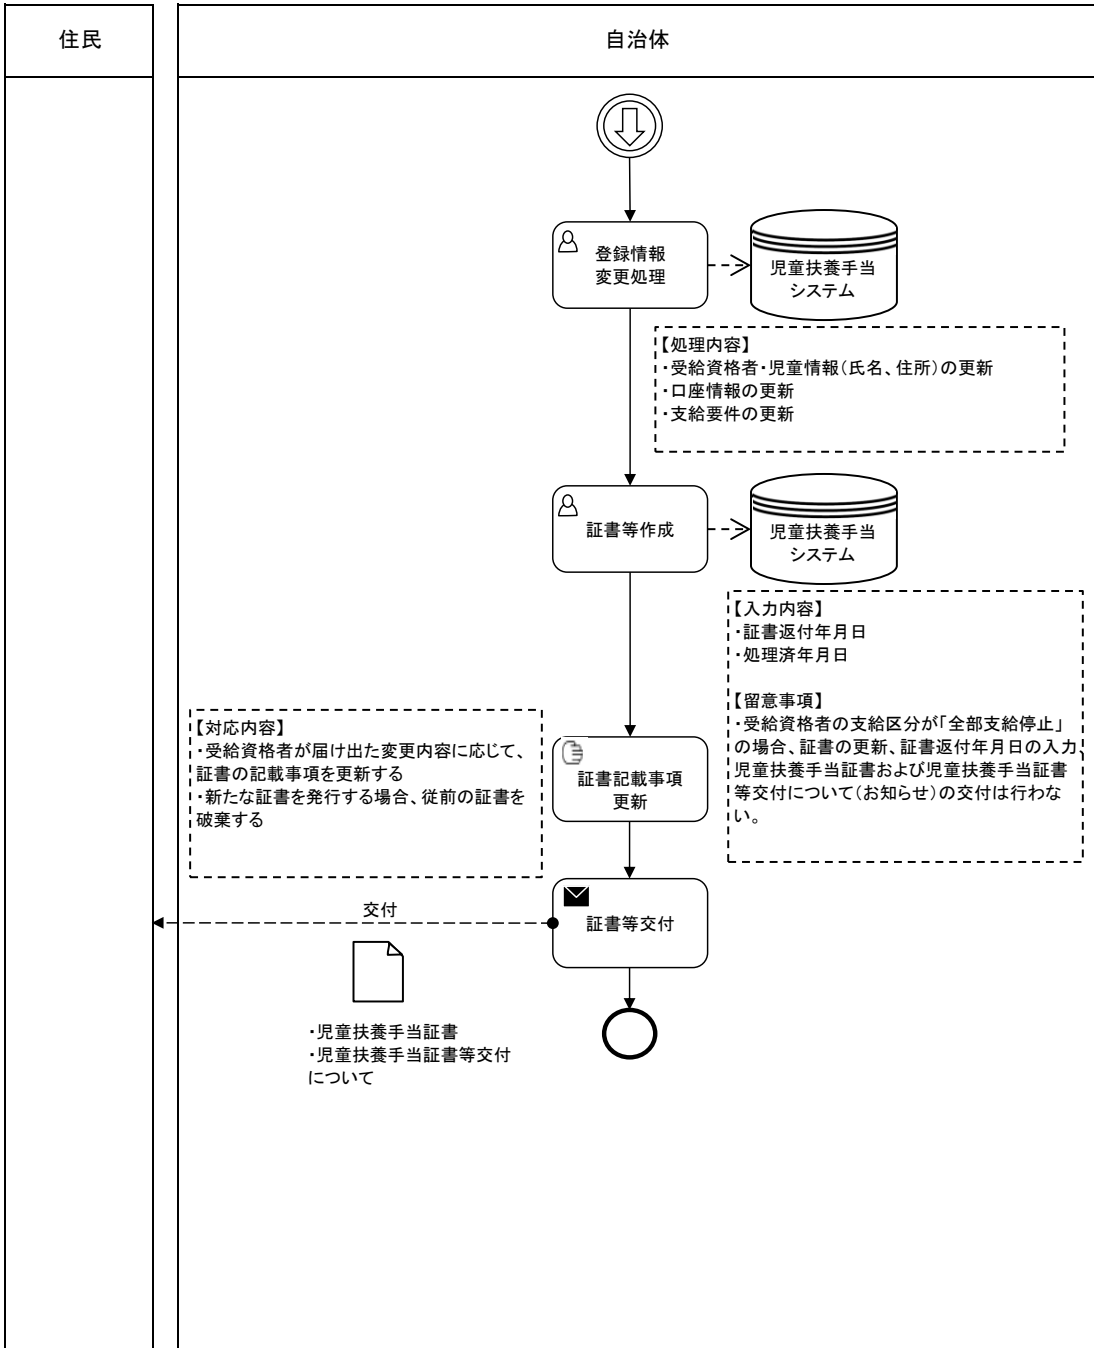 住民
自治体
登録情報
変更処理
児童扶養手当
システム
【処理内容】
・受給資格者・児童情報（氏名、住所）の更新
・口座情報の更新
・支給要件の更新
証書等作成
児童扶養手当
システム
【入力内容】
・証書返付年月日
・処理済年月日
【留意事項】
・受給資格者の支給区分が「全部支給停止」
の場合、証書の更新、証書返付年月日の入力、
児童扶養手当証書および児童扶養手当証書
等交付について（お知らせ）の交付は行わな
い。
【対応内容】
・受給資格者が届け出た変更内容に応じて、
証書の記載事項を更新する
・新たな証書を発行する場合、従前の証書を
破棄する
証書記載事項
更新
交付
証書等交付
・児童扶養手当証書
・児童扶養手当証書等交付
について